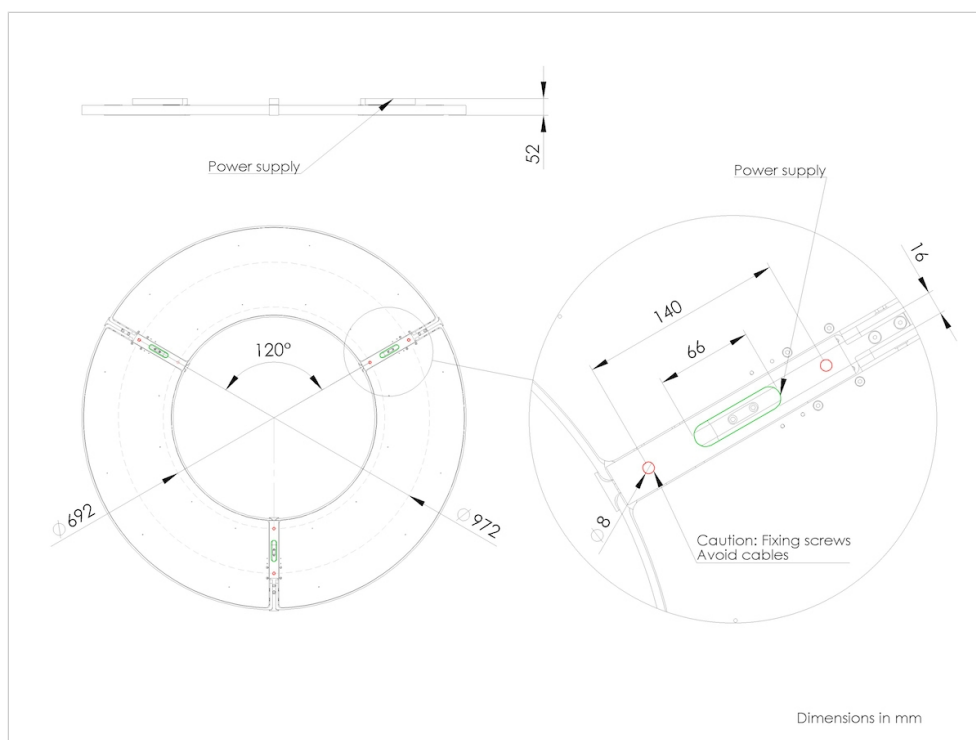 52
Power supply
Power supply
16
140
66
120°
Ø 692
Ø 972
Ø 8
Caution: Fixing screws
Avoid cables
Dimensions in mm